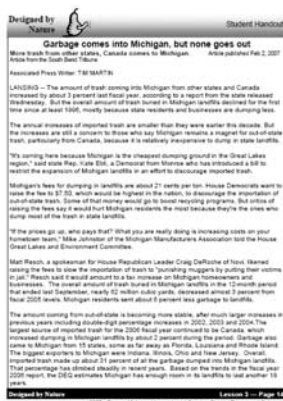 Designed by
Nature
Student Handout
Garbage comes into Michigan, but none goes out
More trash from other states, Canada comes to Michigan. Article published Feb 2, 2007
Article from the South Bend Tribune
Associated Press Writer TIM MARTIN
LANSING -- The amount of trash coming into Michigan from other states and Canada
increased by about 3 percent last fiscal year, according to a report from the state released
Wednesday. But the overall amount of trash buried in Michigan landfills declined for the first
time since at least 1996, mostly because state residents and businesses are dumping less.
The annual increases of imported trash are smaller than they were earlier this decade. But
the increases are still a concern to those who say Michigan remains a magnet for out-of-state
trash, particularly from Canada, because it is relatively inexpensive to dump in state landfills.
"It's coming here because Michigan is the cheapest dumping ground in the Great Lakes
region," said state Rep. Kate Ebli, a Democrat from Monroe who has introduced a bill to
restrict the expansion of Michigan landfills in an effort to discourage imported trash.
Michigan's fees for dumping in landfills are about 21 cents per ton. House Democrats want to
raise the fee to $7.50, which would be highest in the nation, to discourage the importation of
out-of-state trash. Some of that money would go to boost recycling programs. But critics of
raising the fees say it would hurt Michigan residents the most because they're the ones who
dump most of the trash in state landfills.
"If the prices go up, who pays that? What you are really doing is increasing costs on your
hometown team," Mike Johnston of the Michigan Manufacturers Association told the House
Great Lakes and Environment Committee.
Matt Resch, a spokesman for House Republican Leader Craig DeRoche of Novi, likened
raising the fees to slow the importation of trash to "punishing muggers by putting their victims
in jail." Resch said it would amount to a tax increase on Michigan homeowners and
businesses. The overall amount of trash buried in Michigan landfills in the 12-month period
that ended last September, nearly 62 million cubic yards, decreased almost 3 percent from
fiscal 2005 levels. Michigan residents sent about 5 percent less garbage to landfills.
The amount coming from out-of-state is becoming more stable, after much larger increases in
previous years including double-digit percentage increases in 2002, 2003 and 2004. The
largest source of imported trash for the 2006 fiscal year continued to be Canada, which
increased dumping in Michigan landfills by about 2 percent during the period. Garbage also
came to Michigan from 15 states, some as far away as Florida, Louisiana and Rhode Island.
The biggest exporters to Michigan were Indiana, Illinois, Ohio and New Jersey. Overall,
imported trash made up about 31 percent of all the garbage dumped into Michigan landfills.
That percentage has climbed steadily in recent years. Based on the trends in the fiscal year
2006 report, the DEQ estimates Michigan has enough room in its landfills to last another 18
years.
Designed by Nature
Lesson 3 — Page 14